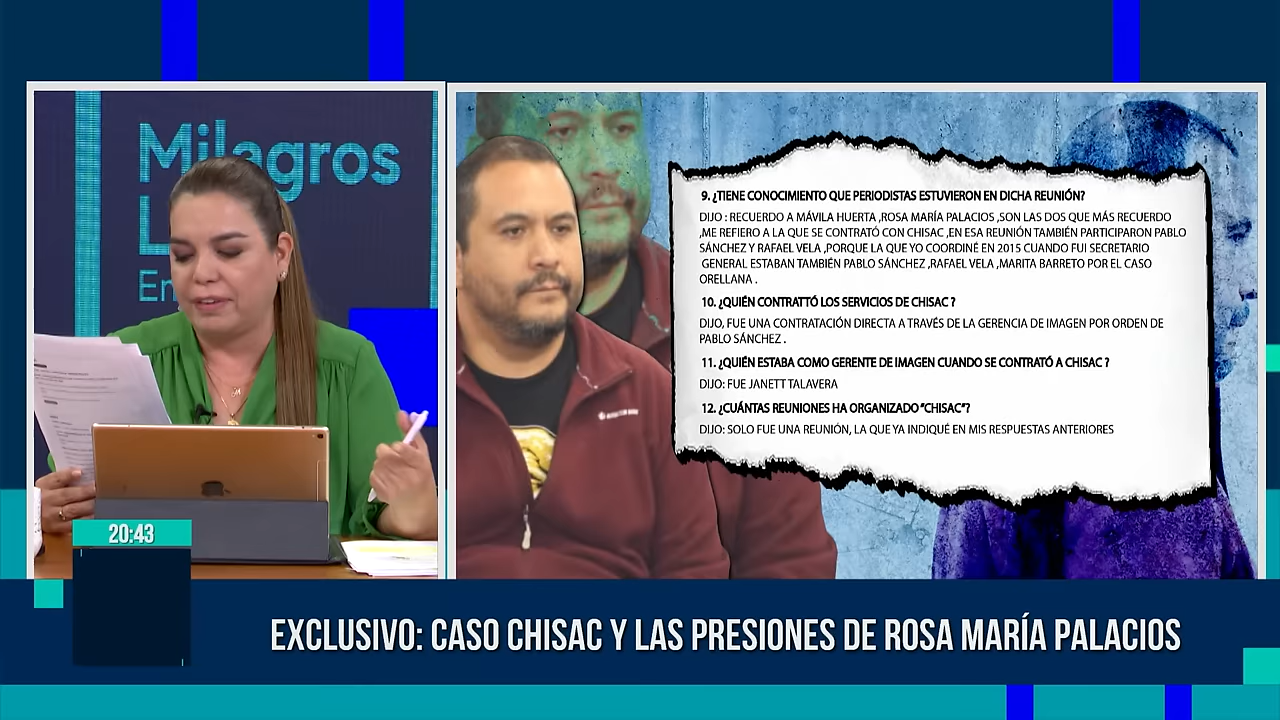 Milagros
L
En
9. ¿TIENE CONOCIMIENTO QUE PERIODISTAS ESTUVIERON EN DICHA REUNIÓN?
DIJO : RECUERDO A MÁVILA HUERTA ,ROSA MARÍA PALACIOS ,SON LAS DOS QUE MÁS RECUERDO
,ME REFIERO A LA QUE SE CONTRATÓ CON CHISAC ,EN ESA REUNIÓN TAMBIÉN PARTICIPARON PABLO
SÁNCHEZ Y RAFAEL VELA ,PORQUE LA QUE YO COORDINÉ EN 2015 CUANDO FUI SECRETARIO
GENERAL ESTABAN TAMBIÉN PABLO SÁNCHEZ ,RAFAEL VELA ,MARITA BARRETO POR EL CASO
ORELLANA .
10. ¿QUIÉN CONTRATTÓ LOS SERVICIOS DE CHISAC ?
DIJO, FUE UNA CONTRATACIÓN DIRECTA A TRAVÉS DE LA GERENCIA DE IMAGEN POR ORDEN DE
PABLO SÁNCHEZ .
11. ¿QUIÉN ESTABA COMO GERENTE DE IMAGEN CUANDO SE CONTRATÓ A CHISAC ?
DIJO: FUE JANETT TALAVERA
12. ¿CUÁNTAS REUNIONES HA ORGANIZADO "CHISAC"?
DIJO: SOLO FUE UNA REUNIÓN, LA QUE YA INDIQUÉ EN MIS RESPUESTAS ANTERIORES
20:43
EXCLUSIVO: CASO CHISAC Y LAS PRESIONES DE ROSA MARÍA PALACIOS